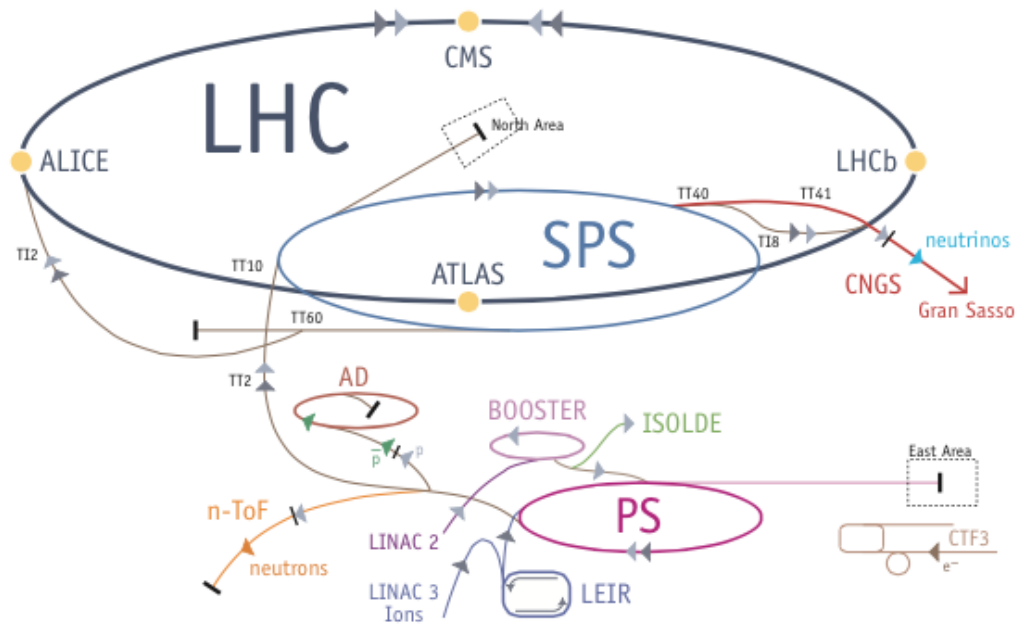 CMS
LHC
North Area
ALICE
LHCb
TT40
TT41
TI8
neutrinos
SPS
TI2
TT10
ATLAS
CNGS
Gran Sasso
TT60
TT2
AD
BOOSTER
ISOLDE
p
p
East Area
n-ToF
PS
LINAC 2
CTF3
neutrons
e−
LINAC 3
Ions
LEIR